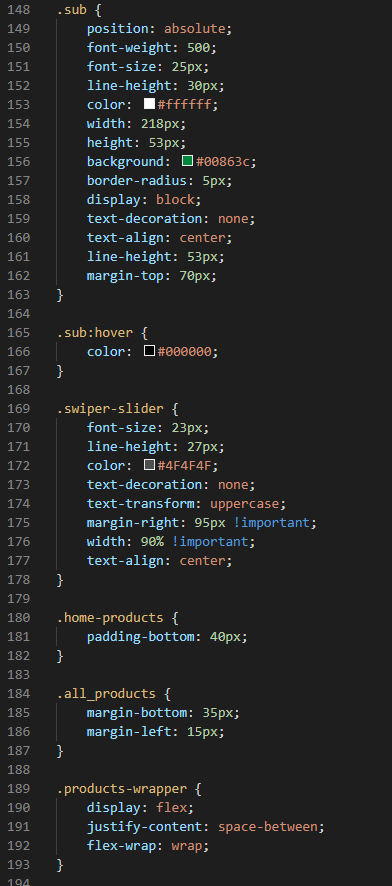 148 .sub {
149 position: absolute;
150 font-weight: 500;
151 font-size: 25px;
152 line-height: 30px;
153 color: #ffffff;
154 width: 218px;
155 height: 53px;
156 background: #00863c;
157 border-radius: 5px;
158 display: block;
159 text-decoration: none;
160 text-align: center;
161 line-height: 53px;
162 margin-top: 70px;
163 }
164
165 .sub:hover {
166 color: #000000;
167 }
168
169 .swiper-slider {
170 font-size: 23px;
171 line-height: 27px;
172 color: #4F4F4F;
173 text-decoration: none;
174 text-transform: uppercase;
175 margin-right: 95px !important;
176 width: 90% !important;
177 text-align: center;
178 }
179
180 .home-products {
181 padding-bottom: 40px;
182 }
183
184 .all_products {
185 margin-bottom: 35px;
186 margin-left: 15px;
187 }
188
189 .products-wrapper {
190 display: flex;
191 justify-content: space-between;
192 flex-wrap: wrap;
193 }
194